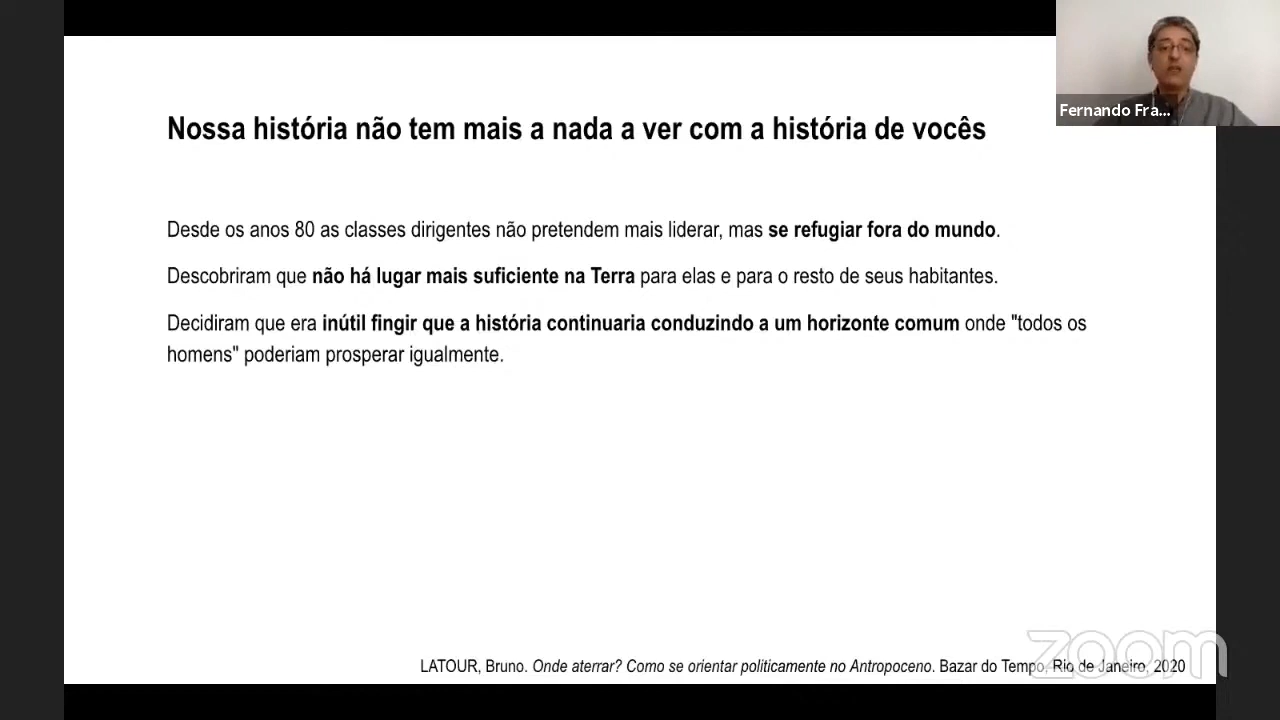 Fernando Fra...
Nossa história não tem mais a nada a ver com a história de vocês
Desde os anos 80 as classes dirigentes não pretendem mais liderar, mas se refugiar fora do mundo.
Descobriram que não há lugar mais suficiente na Terra para elas e para o resto de seus habitantes.
Decidiram que era inútil fingir que a história continuaria conduzindo a um horizonte comum onde "todos os
homens" poderiam prosperar igualmente.
LATOUR, Bruno. Onde aterrar? Como se orientar politicamente no Antropoceno. Bazar do Tempo, Rio de Janeiro, 2020
zoom